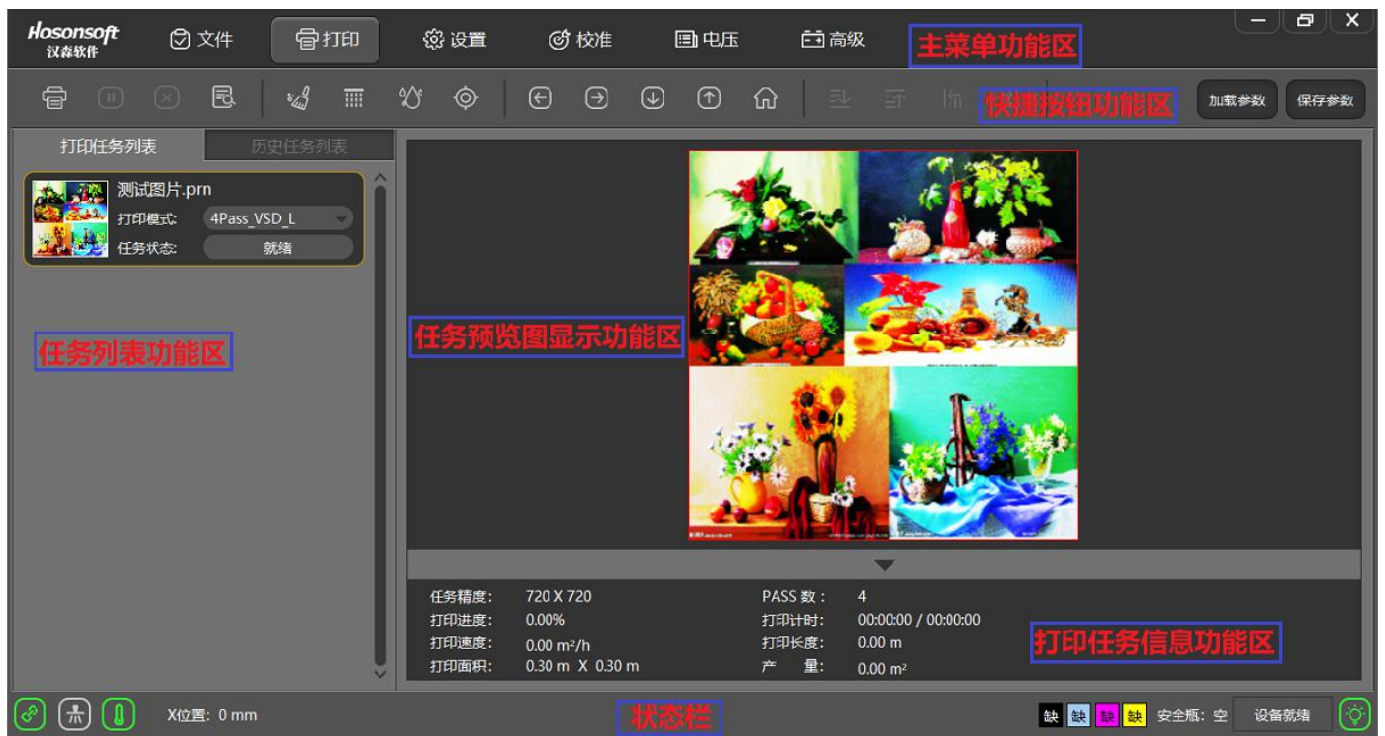 Hosonsoft
汉森软件
文件
打印
设置
校准
电压
高级
主菜单功能区
快捷按钮功能区
加载参数
保存参数
打印任务列表
历史任务列表
测试图片.prn
打印模式: 4Pass_VSD_L
任务状态: 就绪
任务列表功能区
任务预览图显示功能区
任务精度: 720 X 720 PASS 数： 4
打印进度: 0.00% 打印计时: 00:00:00 / 00:00:00
打印速度: 0.00 m²/h 打印长度: 0.00 m
打印面积: 0.30 m X 0.30 m 产 量: 0.00 m²
打印任务信息功能区
X位置: 0 mm
状态栏
缺 缺 缺 缺 安全瓶: 空 设备就绪